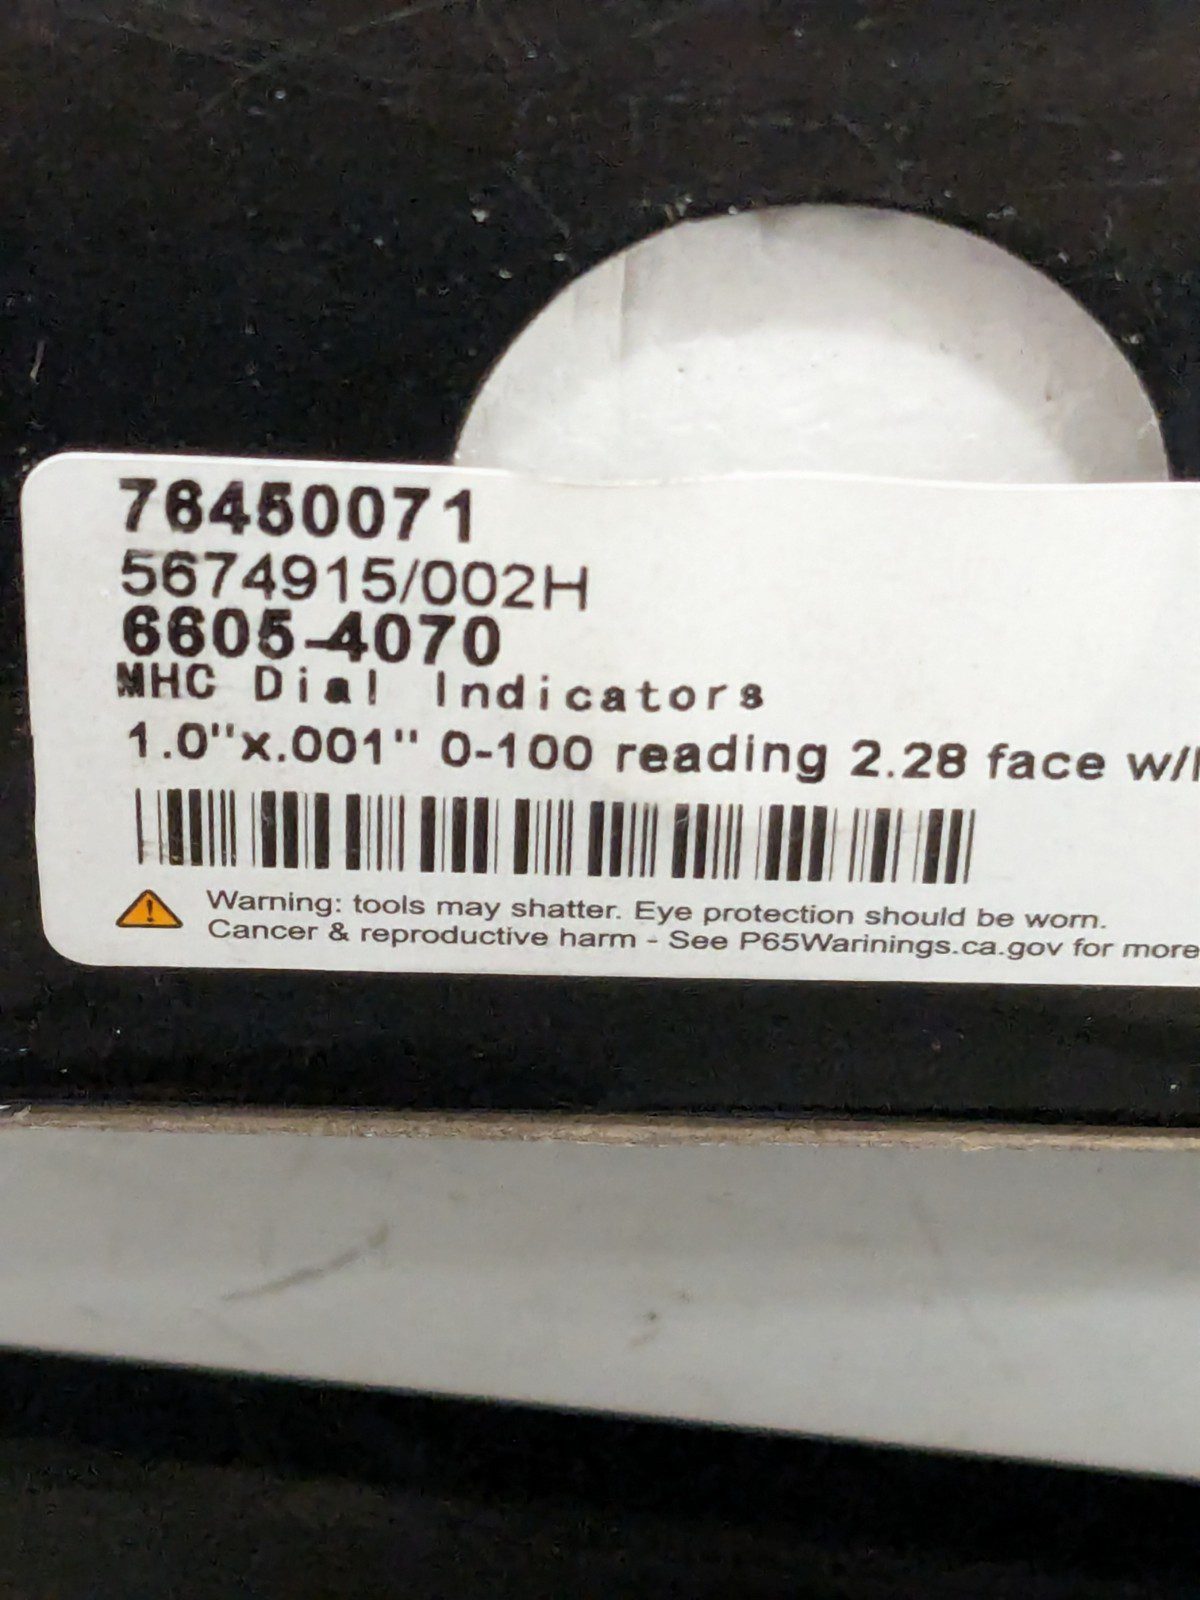 76450071
5674915/002H
6605-4070
MHC Dial Indicators
1.0"x.001" 0-100 reading 2.28 face w/
Warning: tools may shatter. Eye protection should be worn.
Cancer & reproductive harm - See P65Warinings.ca.gov for more